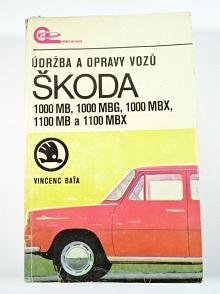 ÚDRŽBA A OPRAVY VOZŮ
ŠKODA
1000 MB, 1000 MBG, 1000 MBX,
1100 MB a 1100 MBX
VINCENC BAŤA